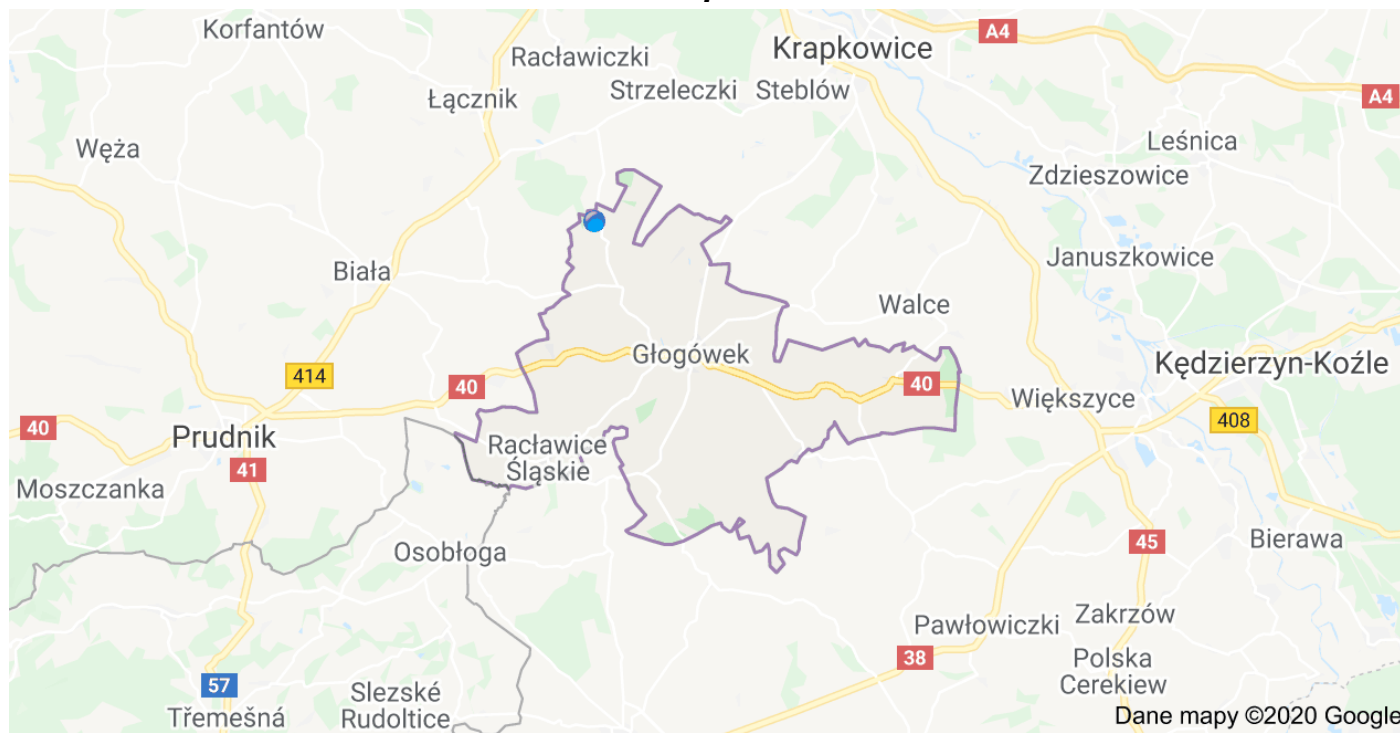 Korfantów
Racławiczki
Krapkowice
A4
Łącznik
Strzeleczki
Steblów
A4
Węża
Leśnica
Zdzieszowice
Biała
Januszkowice
Walce
Głogówek
Kędzierzyn-Koźle
414
40
40
Większyce
408
40
Prudnik
41
Racławice
Śląskie
Moszczanka
Osobłoga
45
Bierawa
Pawłowiczki
Zakrzów
38
Polska
Cerekiew
57
Slezské
Rudoltice
Třemešná
Dane mapy ©2020 Google